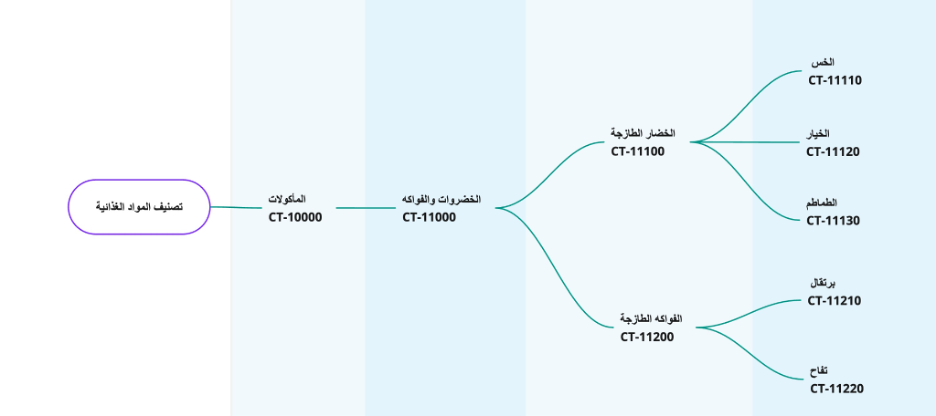 تصنيف المواد الغذائية
المأكولات
CT-10000
الخضروات والفواكه
CT-11000
الخضار الطازجة
CT-11100
الخس
CT-11110
الخيار
CT-11120
الطماطم
CT-11130
الفواكه الطازجة
CT-11200
برتقال
CT-11210
تفاح
CT-11220